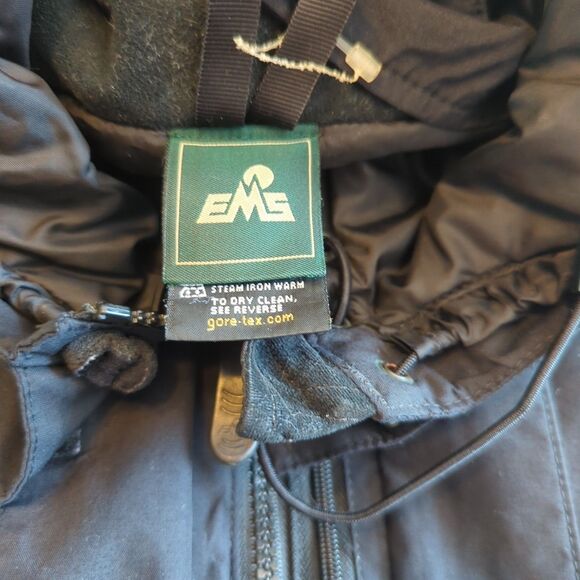 EMS
STEAM IRON WARM
TO DRY CLEAN,
SEE REVERSE
gore-tex.com